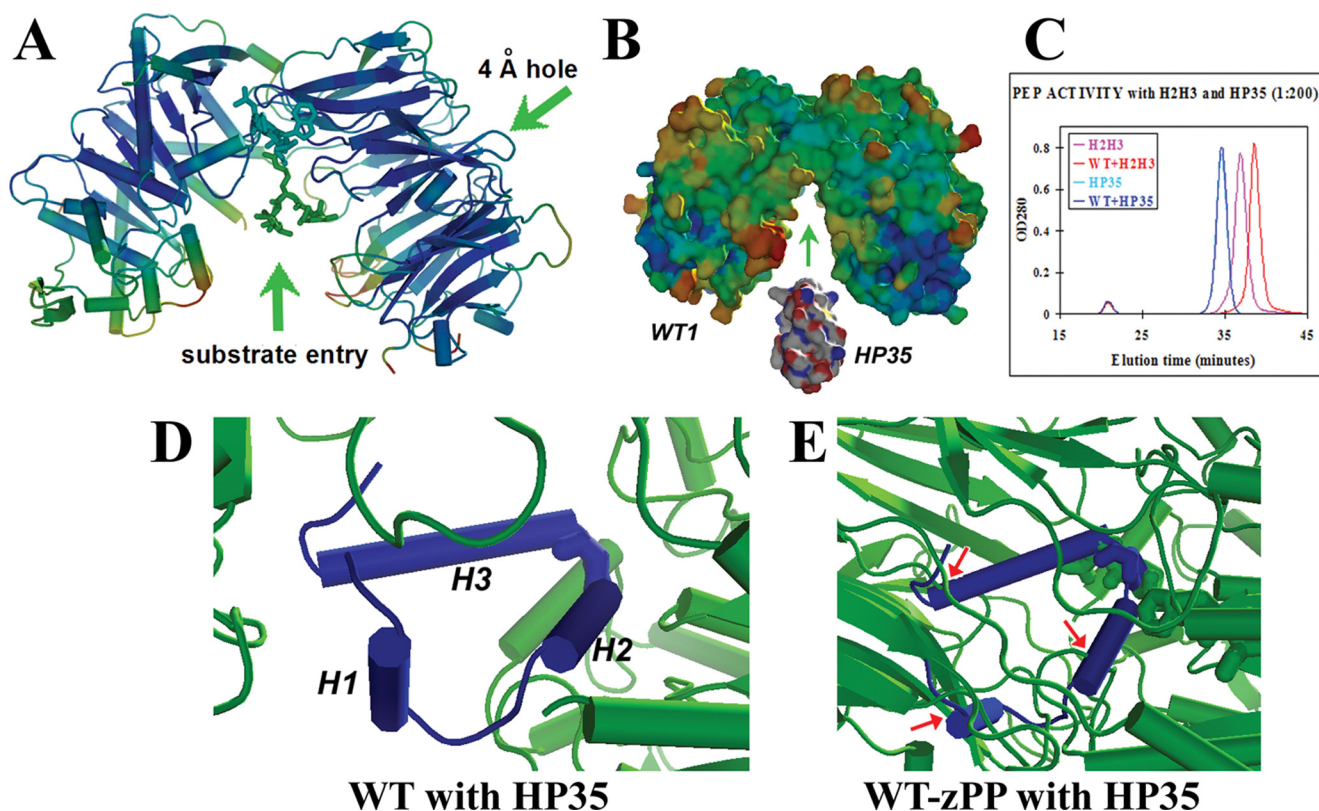 A
4 Å hole
substrate entry
B
WT1
HP35
C
PEP ACTIVITY with H2H3 and HP35 (1:200)
H2H3
WT+H2H3
HP35
WT+HP35
OD280
0.8
0.6
0.4
0.2
0
15
25
35
45
Elution time (minutes)
D
H3
H2
H1
WT with HP35
E
WT-zPP with HP35